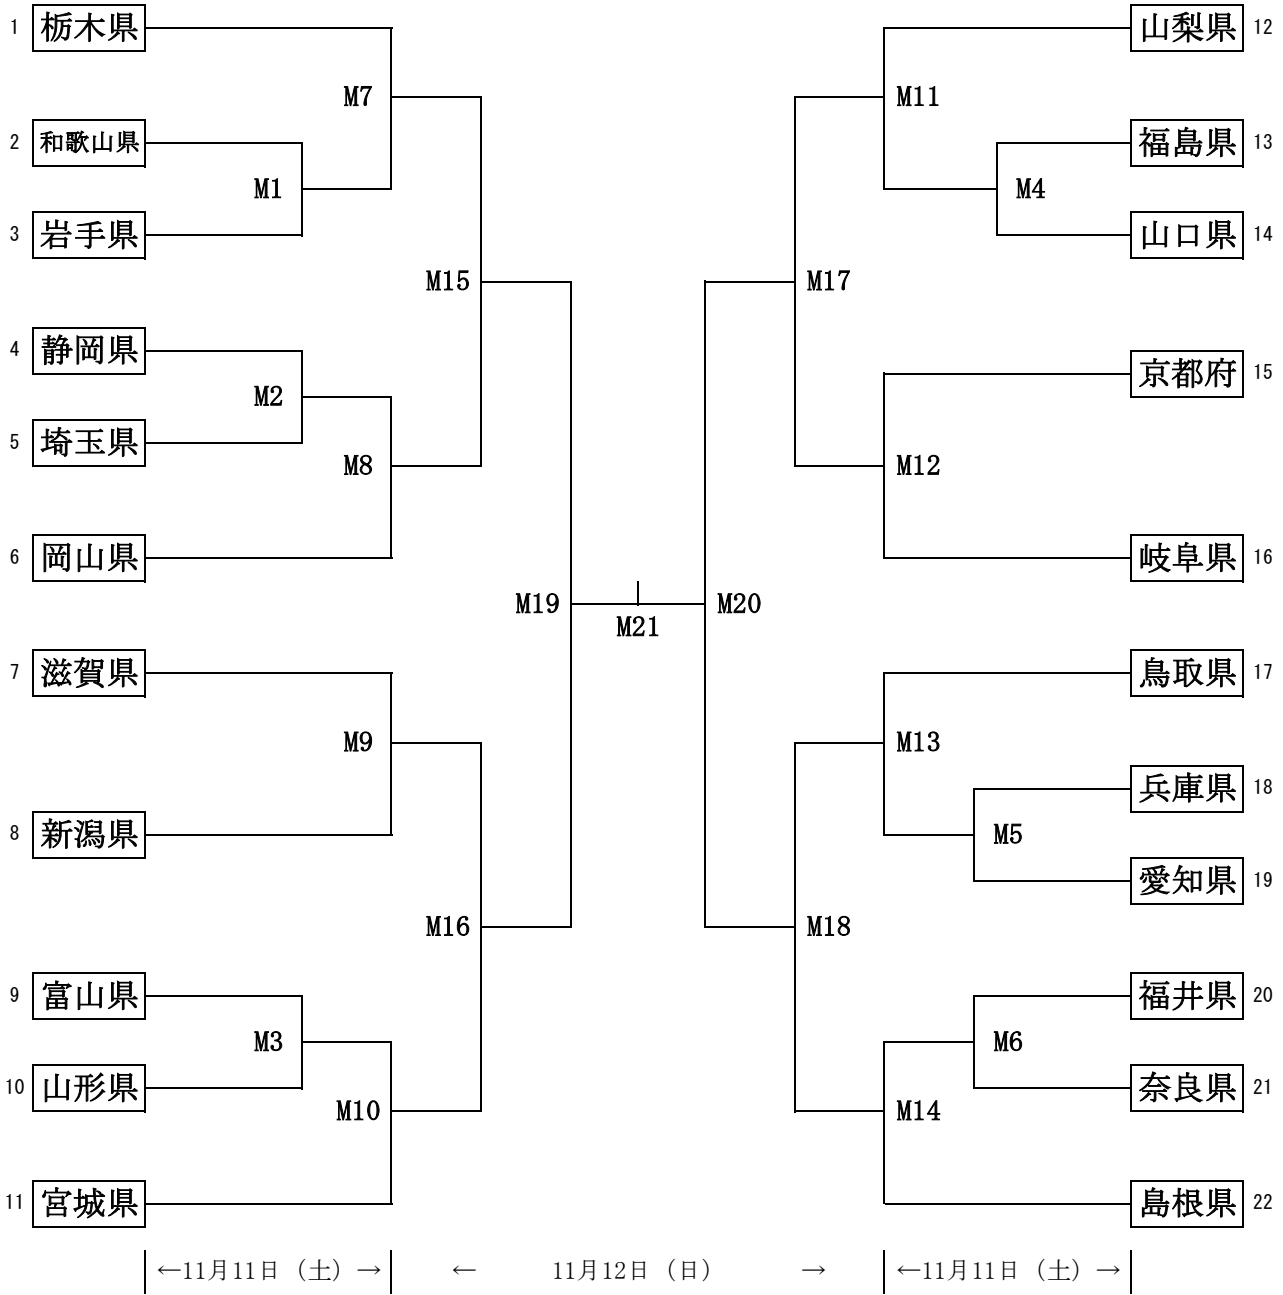 1 栃木県
M7
2 和歌山県
M1
3 岩手県
M15
4 静岡県
M2
5 埼玉県
M8
6 岡山県
M19
7 滋賀県
M9
8 新潟県
M16
9 富山県
M3
10 山形県
M10
11 宮城県
M21
山梨県 12
M11
福島県 13
M4
山口県 14
M17
京都府 15
M12
岐阜県 16
M20
鳥取県 17
M13
兵庫県 18
M5
愛知県 19
M18
福井県 20
M6
奈良県 21
M14
島根県 22
←11月11日（土）→ ← 11月12日（日） → ←11月11日（土）→